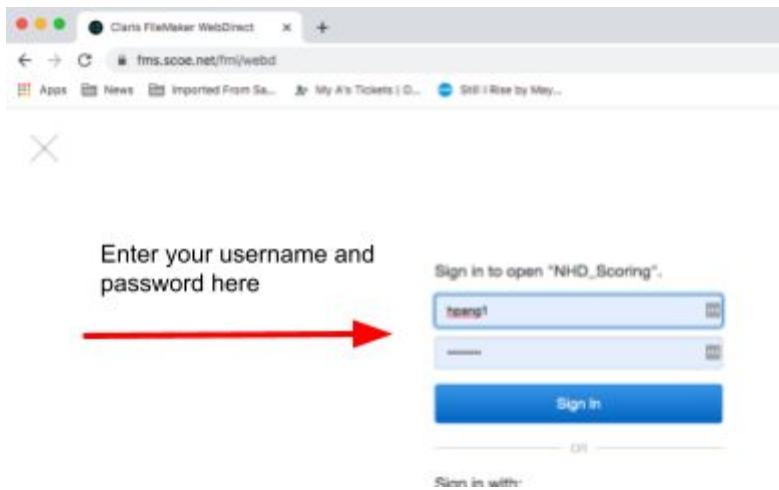 Claris FileMaker WebDirect
fms.scoe.net/fmi/webd
Apps News Imported From Sa... My A's Tickets | O... Still I Rise by May...
Enter your username and
password here
Sign in to open "NHD_Scoring".
hpang1
Sign In
OR
Sign in with: